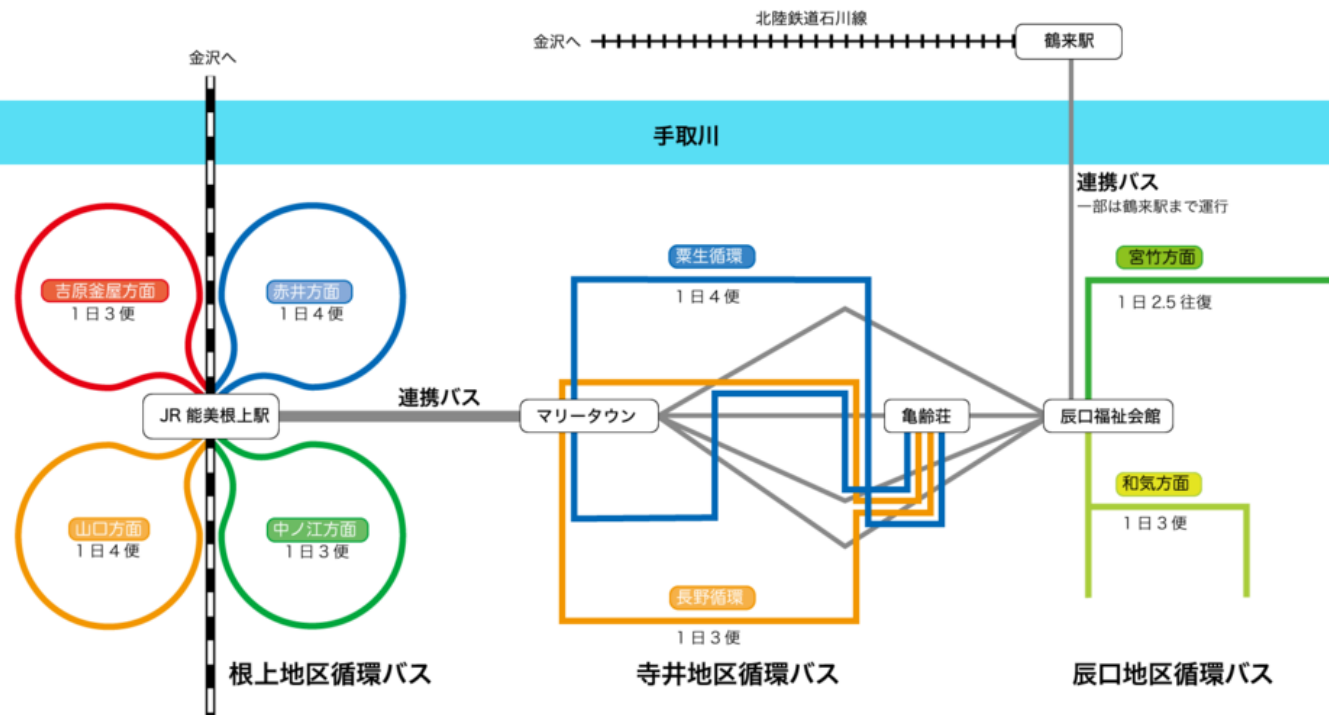 北陸鉄道石川線
金沢へ
鶴来駅
金沢へ
手取川
連携バス
一部は鶴来駅まで運行
吉原釜屋方面
1日3便
赤井方面
1日4便
粟生循環
1日4便
宮竹方面
1日2.5往復
連携バス
JR 能美根上駅
マリータウン
亀齢荘
辰口福祉会館
山口方面
1日4便
中ノ江方面
1日3便
和気方面
1日3便
長野循環
1日3便
根上地区循環バス
寺井地区循環バス
辰口地区循環バス